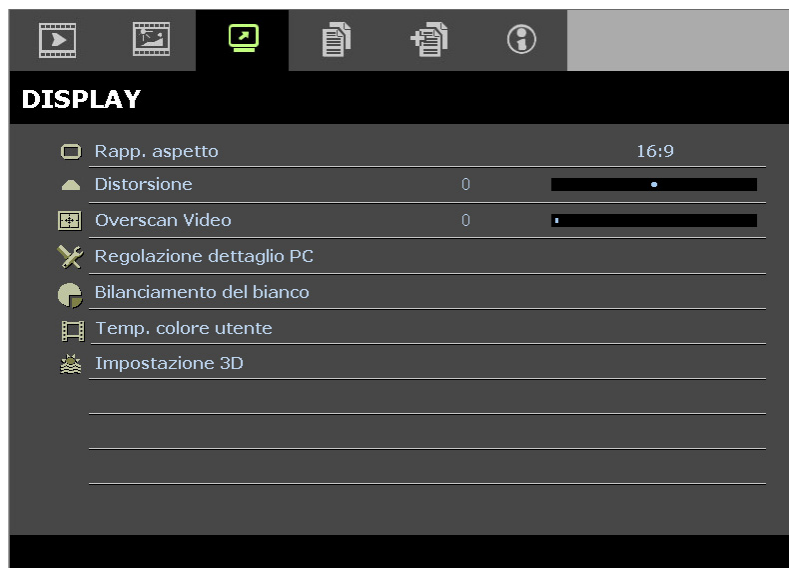 DISPLAY
Rapp. aspetto 16:9
Distorsione 0
Overscan Video 0
Regolazione dettaglio PC
Bilanciamento del bianco
Temp. colore utente
Impostazione 3D